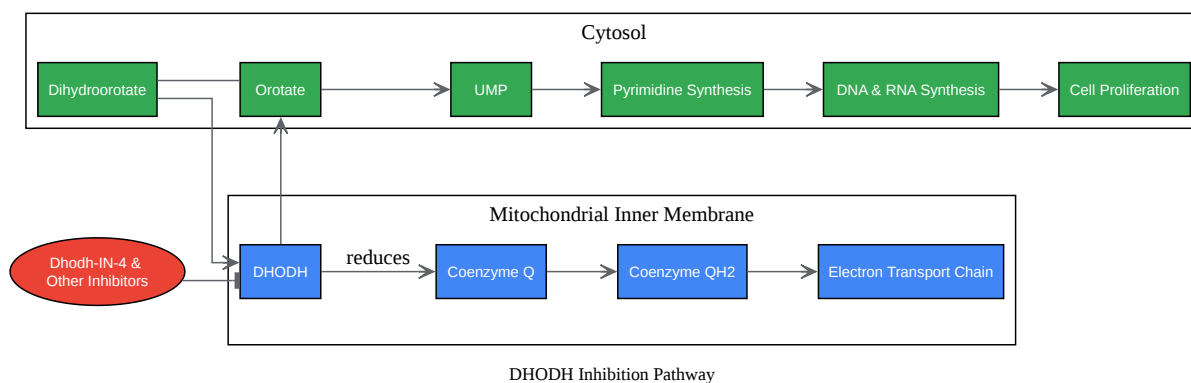 Cytosol
Dihydroorotate
Orotate
UMP
Pyrimidine Synthesis
DNA & RNA Synthesis
Cell Proliferation
Mitochondrial Inner Membrane
Dhodh-IN-4 &
Other Inhibitors
DHODH
reduces
Coenzyme Q
Coenzyme QH2
Electron Transport Chain
DHODH Inhibition Pathway